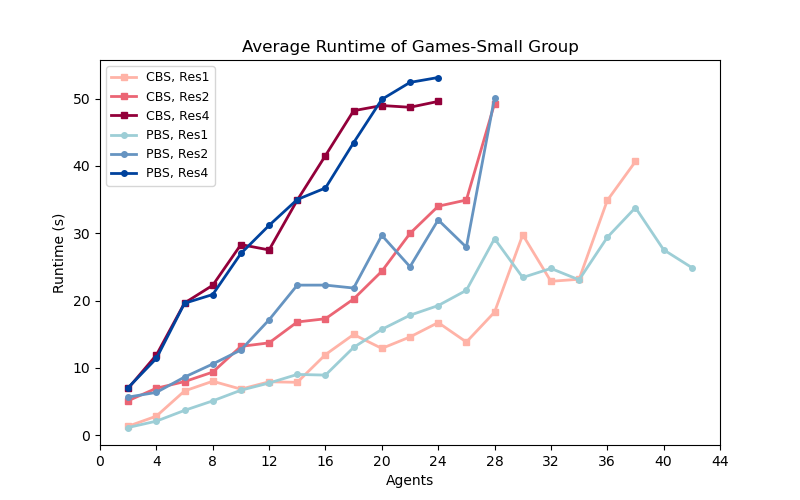 Average Runtime of Games-Small Group
CBS, Res1
CBS, Res2
CBS, Res4
PBS, Res1
PBS, Res2
PBS, Res4
50
40
30
20
10
0
Runtime (s)
0 4 8 12 16 20 24 28 32 36 40 44
Agents